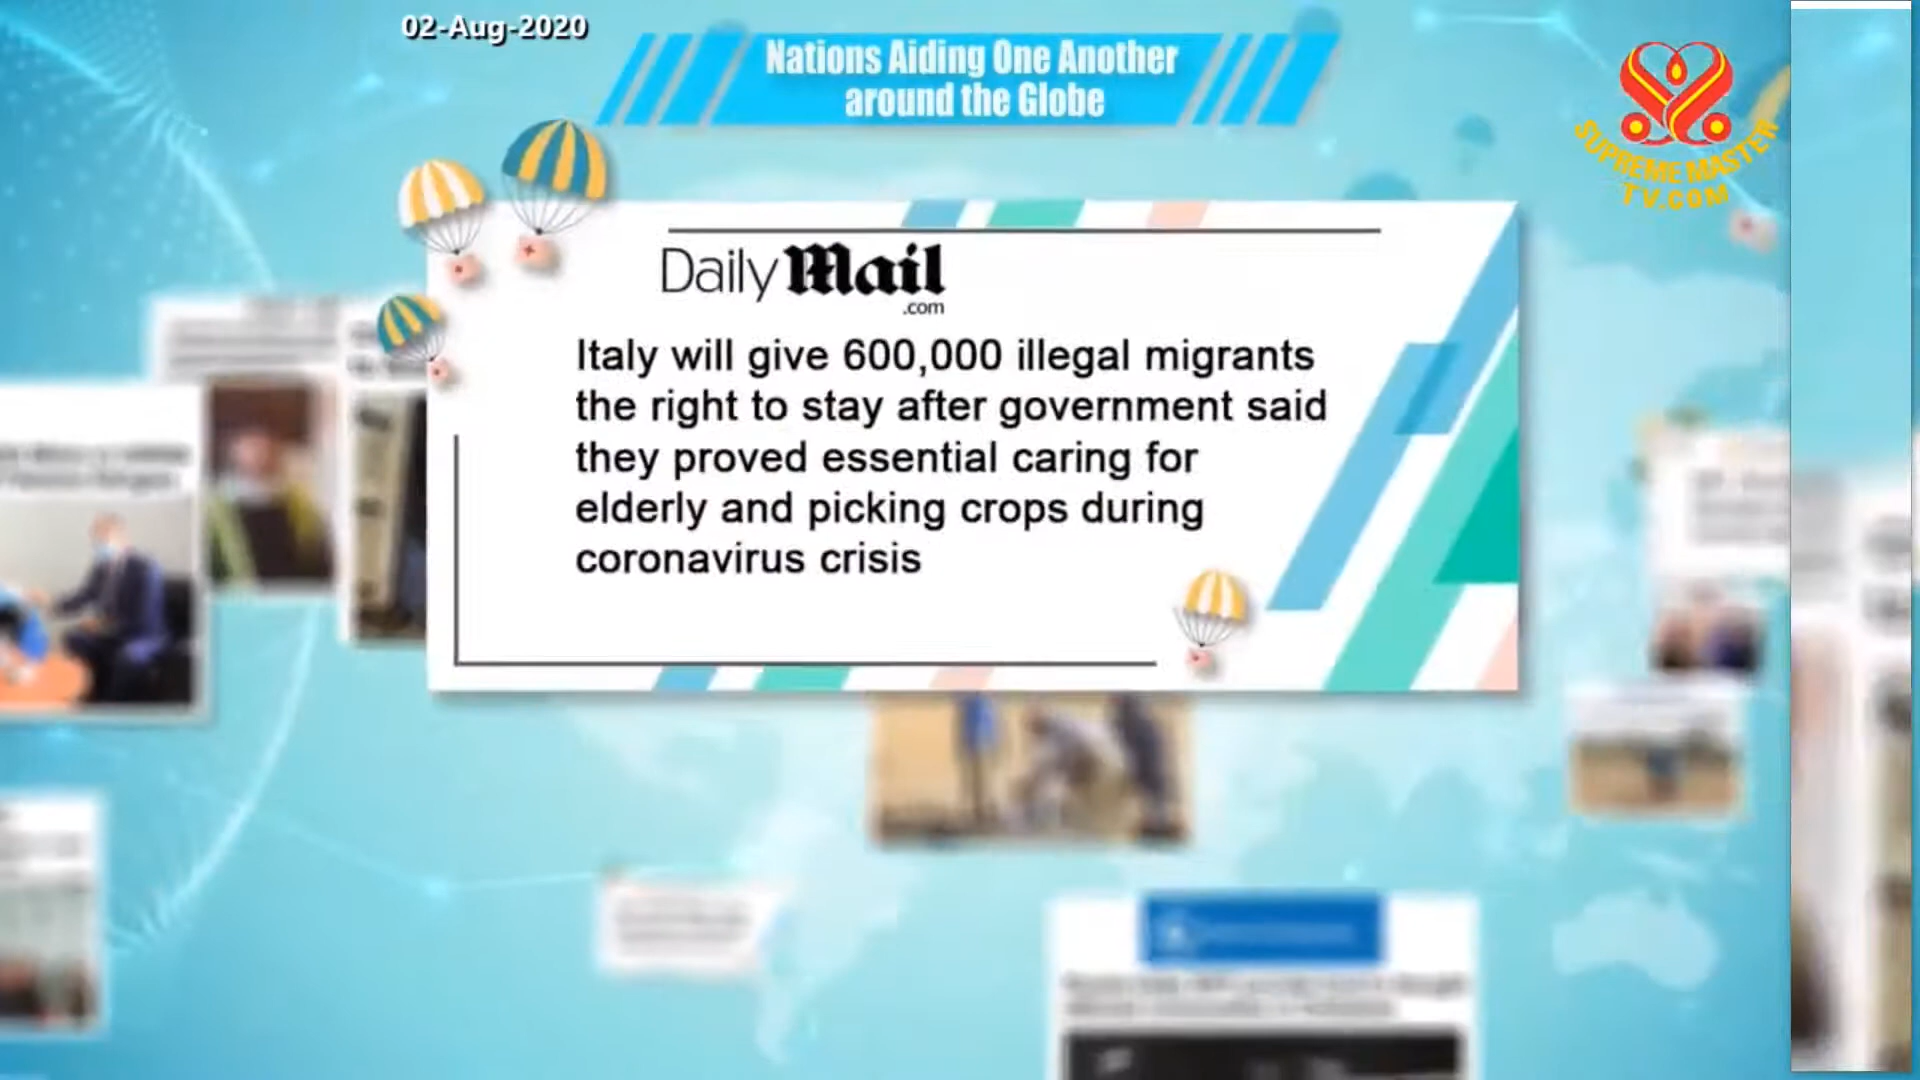 02-Aug-2020
Nations Aiding One Another
around the Globe
SUPREME MASTER
TV.COM
Daily Mail
.com
Italy will give 600,000 illegal migrants
the right to stay after government said
they proved essential caring for
elderly and picking crops during
coronavirus crisis